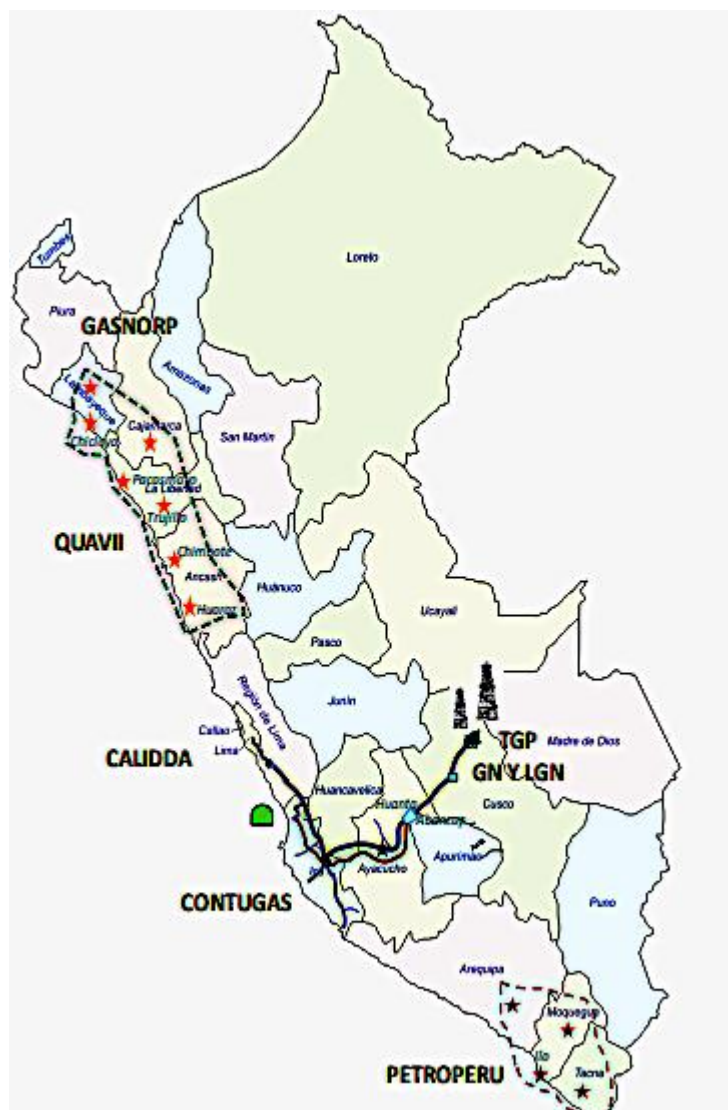 Tumbes
Piura
GASNORP
Loreto
Amazonas
Lambayeque
Chiclayo
Cajamarca
San Martín
Pacasmayo
La Libertad
Trujillo
QUAVII
Chimbote
Ancash
Huaraz
Huánuco
Ucayali
Pasco
Región de Lima
Junín
Callao
Lima
CALIDDA
TGP
Madre de Dios
GN Y LGN
Huancavelica
Huanta
Cusco
Apurimac
Ica
Ayacucho
CONTUGAS
Puno
Arequipa
Moquegua
Ilo
Tacna
PETROPERU